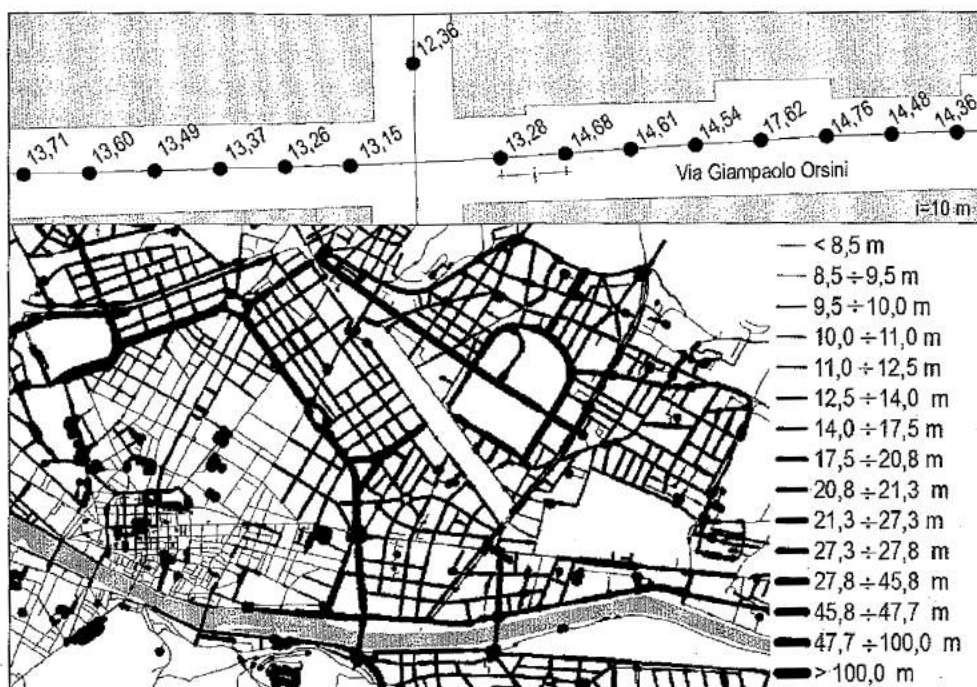 12,36
13,71 13,60 13,49 13,37 13,26 13,15 13,28 14,68 14,61 14,54 17,62 14,76 14,48 14,36
i
Via Giampaolo Orsini
i=10 m
< 8,5 m
8,5 ÷ 9,5 m
9,5 ÷ 10,0 m
10,0 ÷ 11,0 m
11,0 ÷ 12,5 m
12,5 ÷ 14,0 m
14,0 ÷ 17,5 m
17,5 ÷ 20,8 m
20,8 ÷ 21,3 m
21,3 ÷ 27,3 m
27,3 ÷ 27,8 m
27,8 ÷ 45,8 m
45,8 ÷ 47,7 m
47,7 ÷ 100,0 m
> 100,0 m